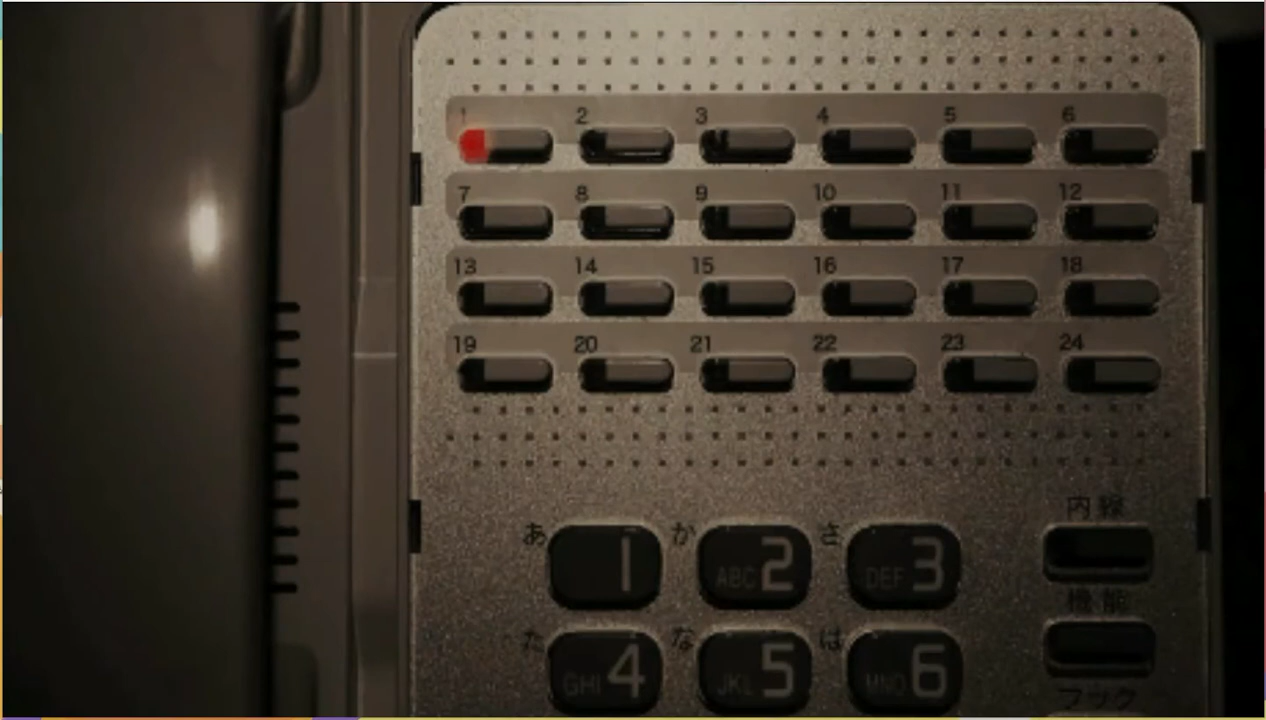 1 2 3 4 5 6
7 8 9 10 11 12
13 14 15 16 17 18
19 20 21 22 23 24
内線
あ 1 か ABC 2 さ DEF 3
機能
た GHI 4 な JKL 5 は MNO 6
フック